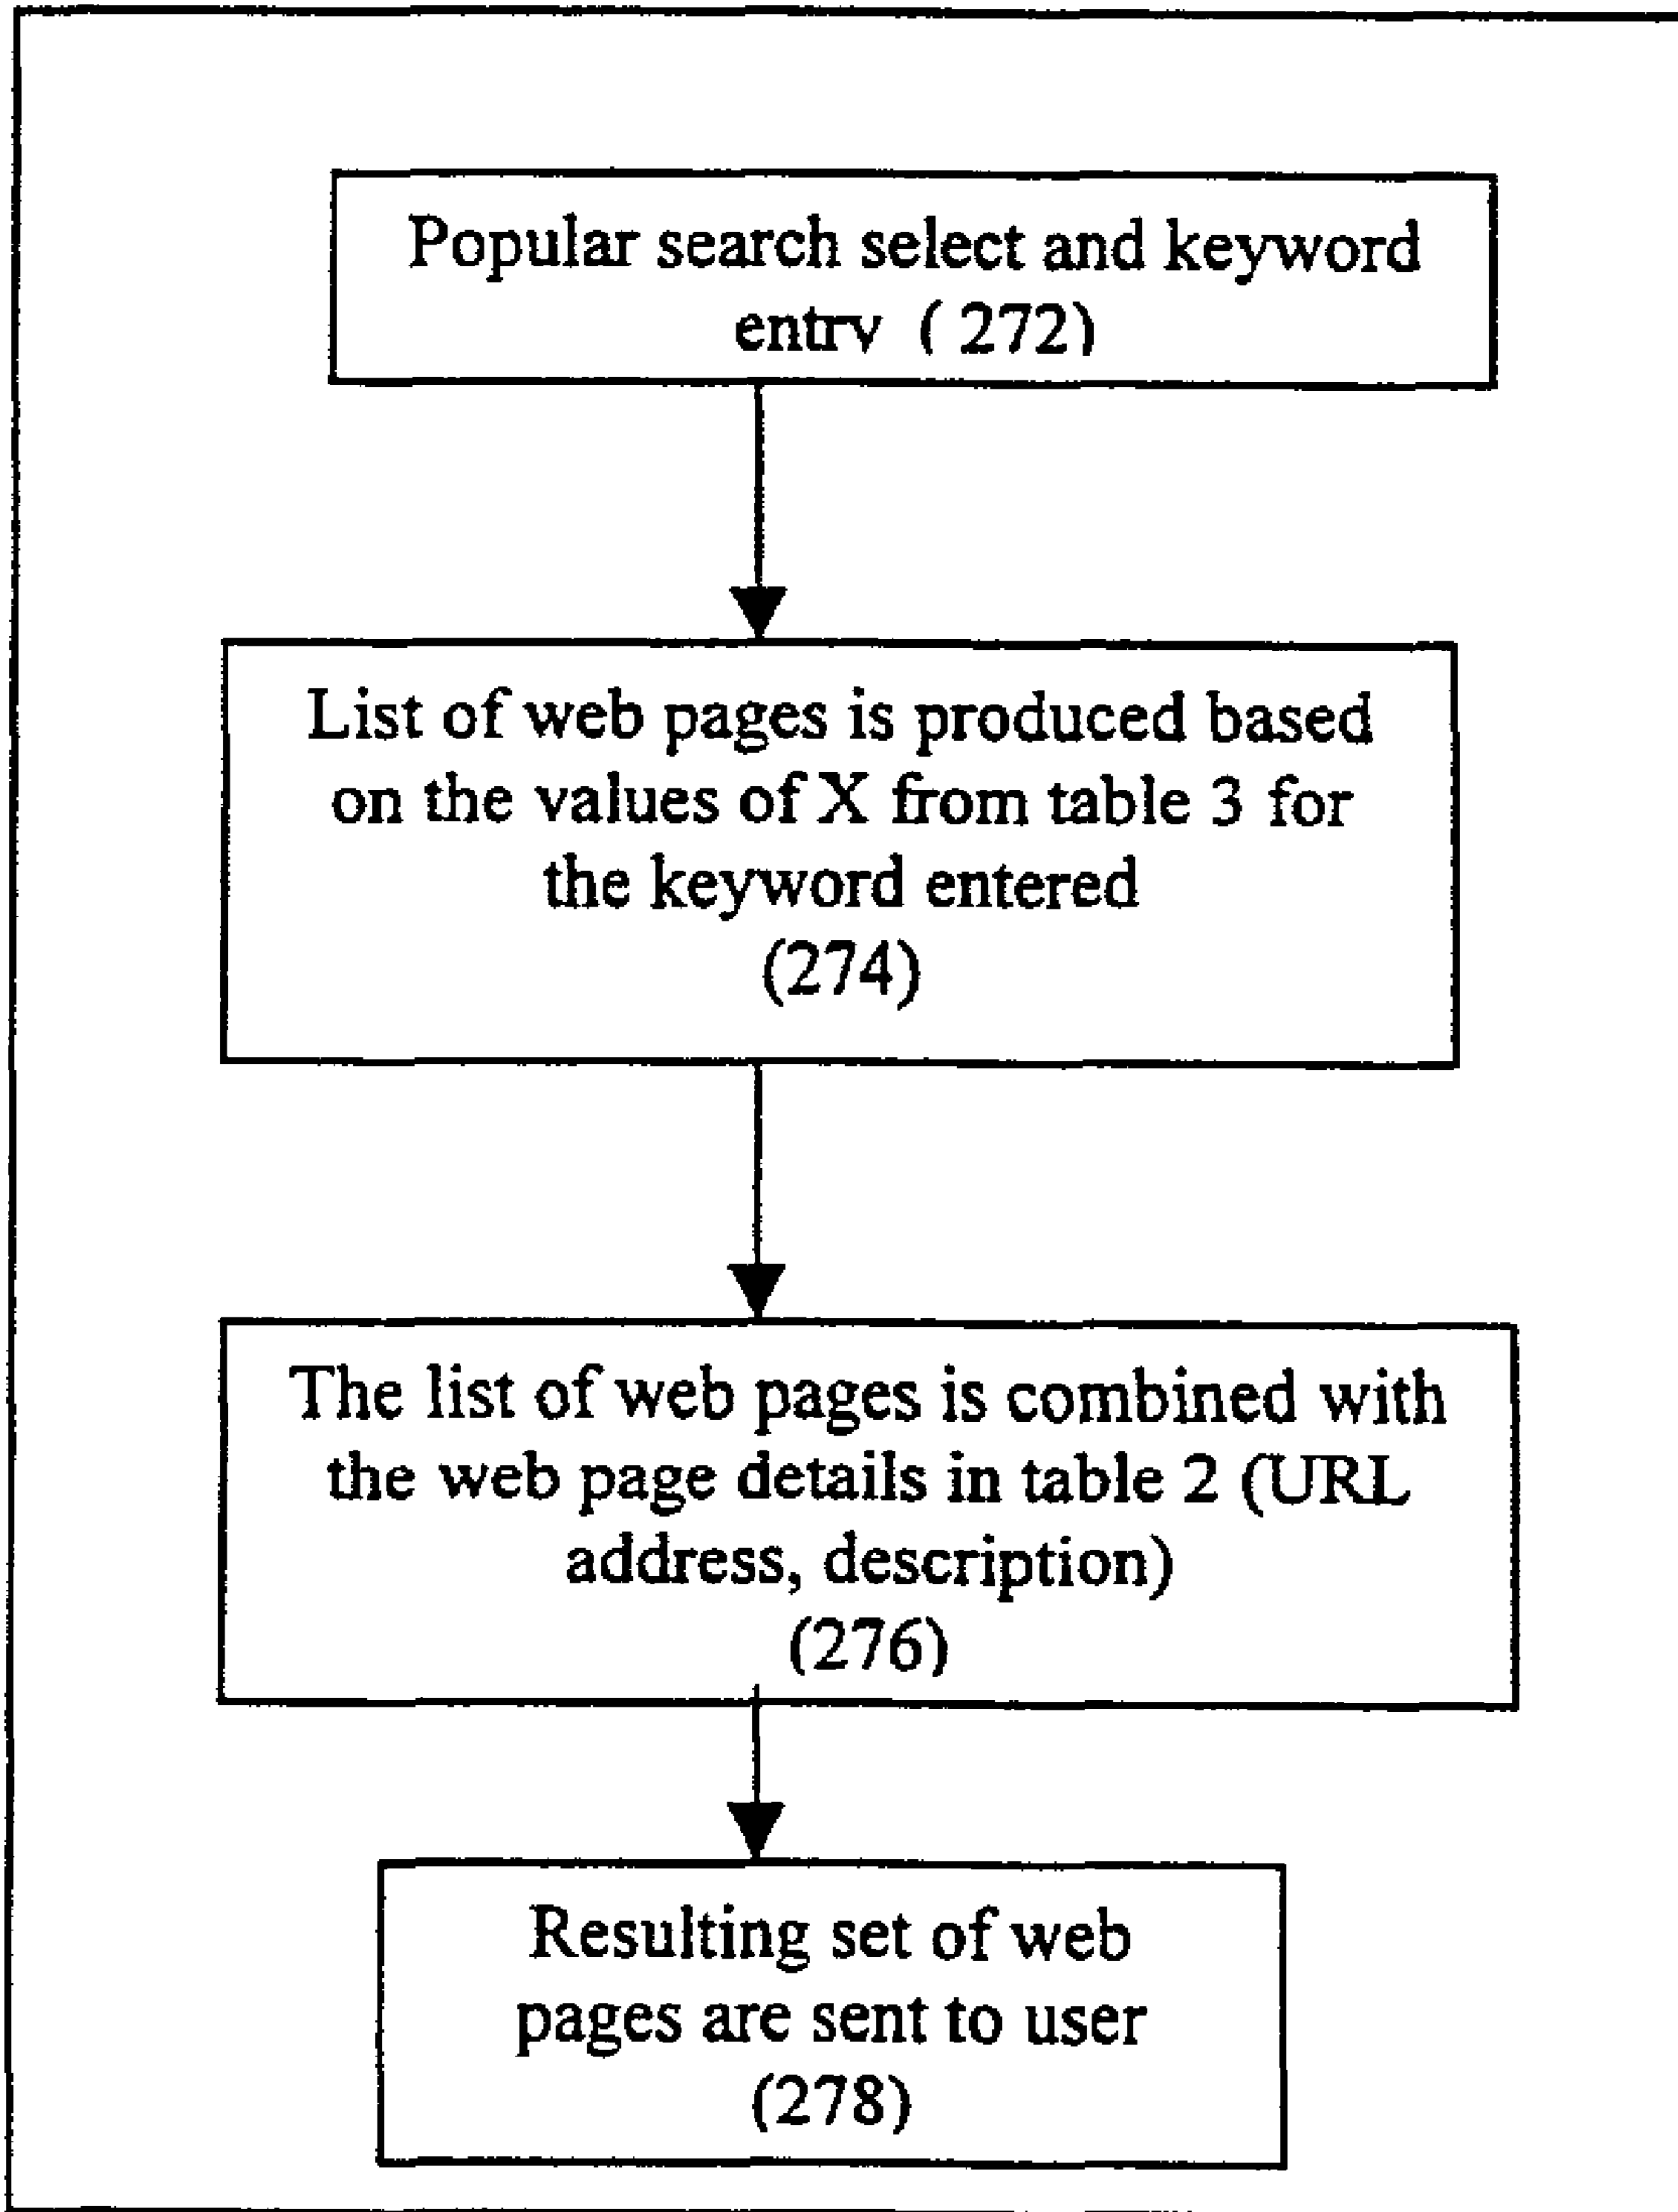 Popular search select and keyword
entry ( 272)
List of web pages is produced based
on the values of X from table 3 for
the keyword entered
(274)
The list of web pages is combined with
the web page details in table 2 (URL
address, description)
(276)
Resulting set of web
pages are sent to user
(278)